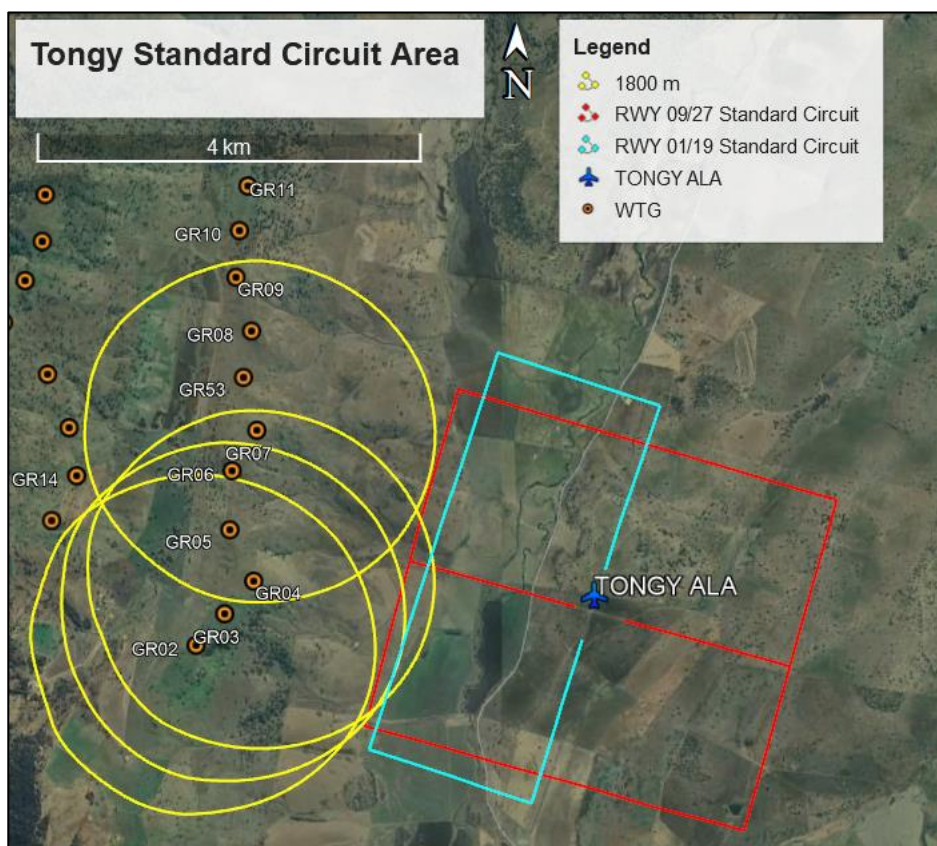 Tongy Standard Circuit Area
N
Legend
1800 m
RWY 09/27 Standard Circuit
RWY 01/19 Standard Circuit
TONGY ALA
WTG
4 km
GR11
GR10
GR09
GR08
GR53
GR07
GR06
GR14
GR05
GR04
GR03
GR02
TONGY ALA